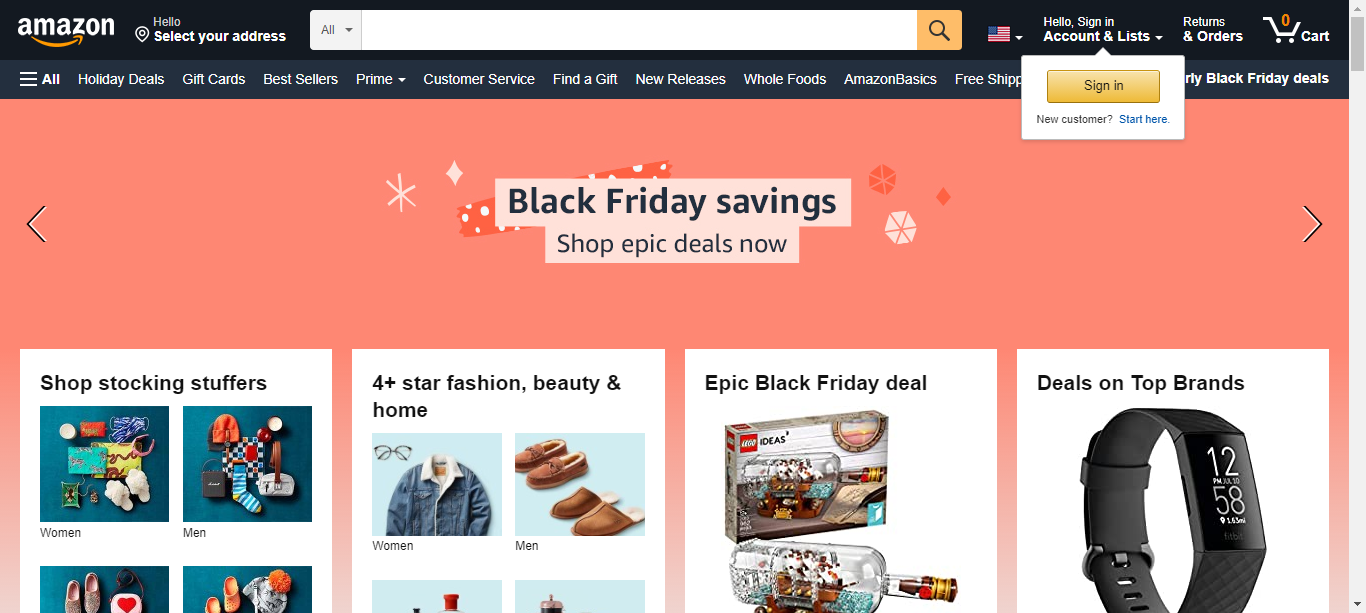 amazon
Hello
Select your address
All
Hello, Sign in
Account & Lists
Returns
& Orders
0
Cart
All
Holiday Deals
Gift Cards
Best Sellers
Prime
Customer Service
Find a Gift
New Releases
Whole Foods
AmazonBasics
Free Shipp
rly Black Friday deals
Sign in
New customer? Start here.
Black Friday savings
Shop epic deals now
Shop stocking stuffers
Women
Men
4+ star fashion, beauty &
home
Women
Men
Epic Black Friday deal
LEGO IDEAS
Deals on Top Brands
12
PM JUL 10
58
1.63mi
fitbit